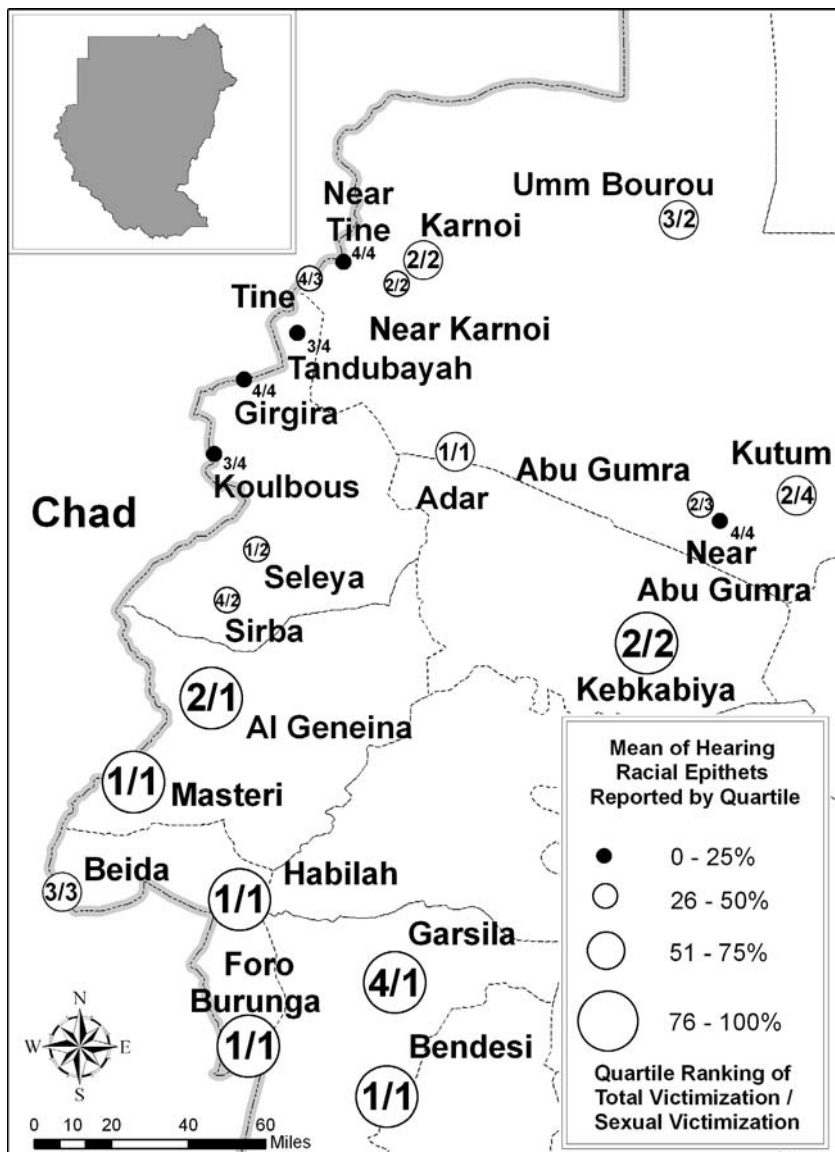 Near
Tine
4/4
Karnoi
2/2
Umm Bourou
3/2
4/3
Tine
2/2
Near Karnoi
3/4
Tandubayah
4/4
Girgira
3/4
Koulbous
1/1
Adar
Abu Gumra
2/3
Kutum
2/4
4/4
Near
Abu Gumra
Chad
1/2
Seleya
4/2
Sirba
2/2
Kebkabiya
2/1
Al Geneina
1/1
Masteri
Beida
3/3
Habilah
1/1
Garsila
4/1
Foro
Burunga
1/1
Bendesi
1/1
N
W
E
S
0
20
40
60
Miles
Mean of Hearing
Racial Epithets
Reported by Quartile
0 - 25%
26 - 50%
51 - 75%
76 - 100%
Quartile Ranking of
Total Victimization /
Sexual Victimization